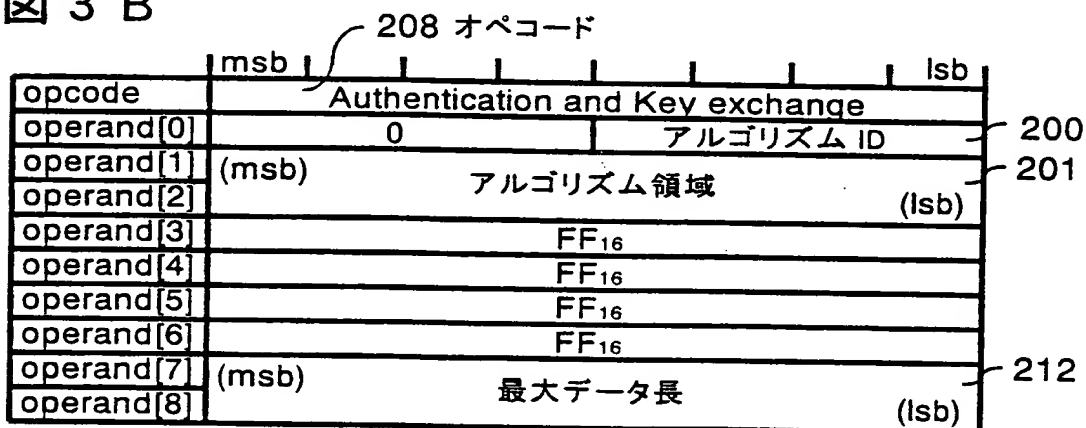 図 3 B
208 オペコード
msb lsb
opcode Authentication and Key exchange
operand[0] 0 アルゴリズム ID 200
operand[1] (msb) アルゴリズム領域 201
operand[2] (lsb)
operand[3] FF₁₆
operand[4] FF₁₆
operand[5] FF₁₆
operand[6] FF₁₆
operand[7] (msb) 最大データ長 212
operand[8] (lsb)